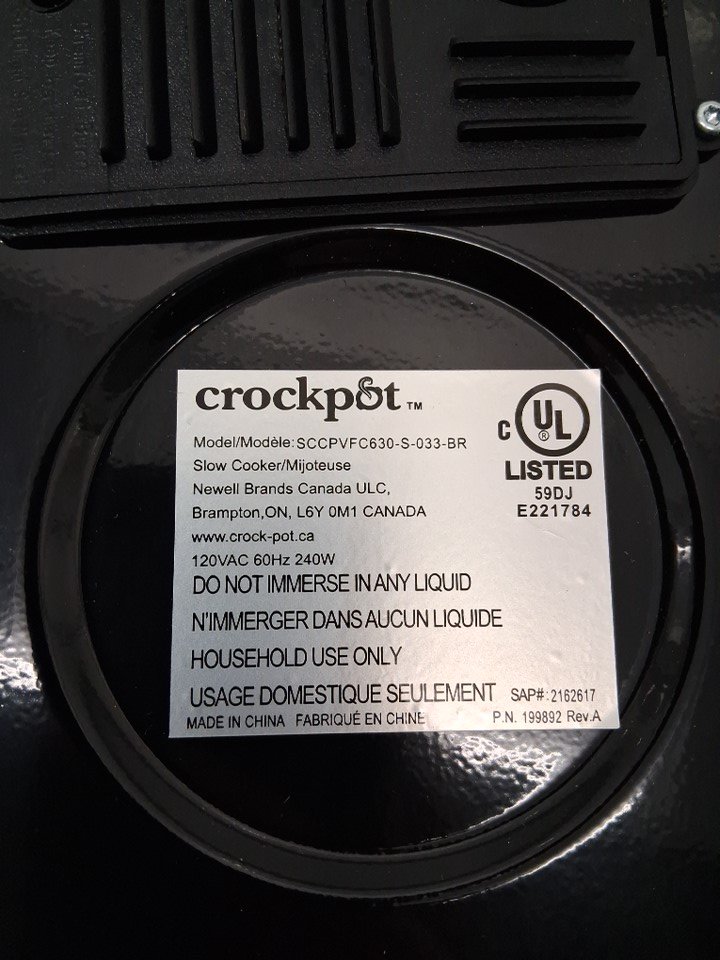 crockpot™
Model/Modèle: SCCPVFC630-S-033-BR
Slow Cooker/Mijoteuse
Newell Brands Canada ULC,
Brampton,ON, L6Y 0M1 CANADA
www.crock-pot.ca
120VAC 60Hz 240W
C UL ®
LISTED
59DJ
E221784
DO NOT IMMERSE IN ANY LIQUID
N'IMMERGER DANS AUCUN LIQUIDE
HOUSEHOLD USE ONLY
USAGE DOMESTIQUE SEULEMENT SAP#: 2162617
MADE IN CHINA FABRIQUÉ EN CHINE P.N. 199892 Rev.A